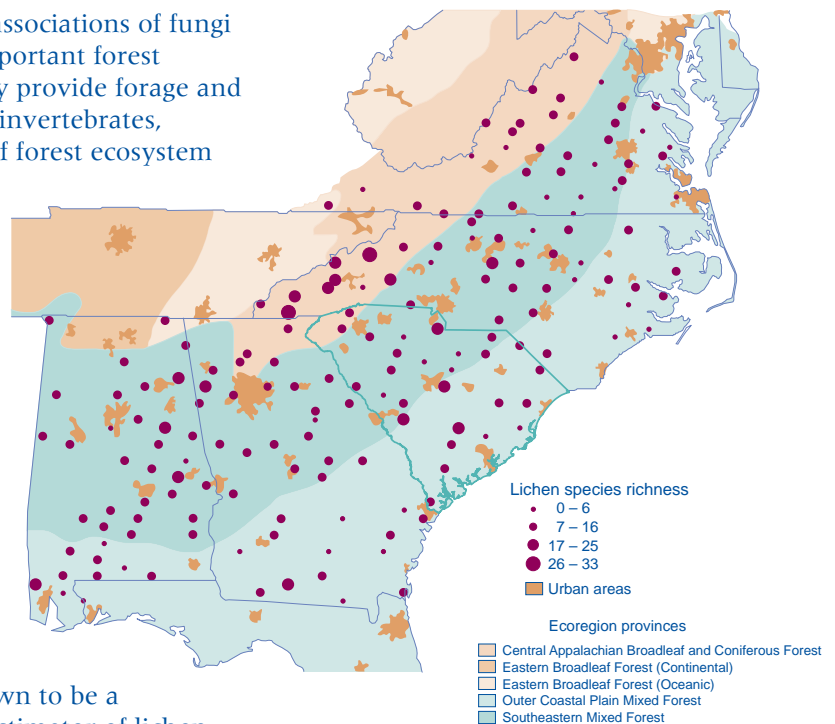 associations of fungi
portant forest
y provide forage and
invertebrates,
f forest ecosystem
Lichen species richness
0 – 6
7 – 16
17 – 25
26 – 33
Urban areas
Ecoregion provinces
Central Appalachian Broadleaf and Coniferous Forest
Eastern Broadleaf Forest (Continental)
Eastern Broadleaf Forest (Oceanic)
Outer Coastal Plain Mixed Forest
Southeastern Mixed Forest
wn to be a